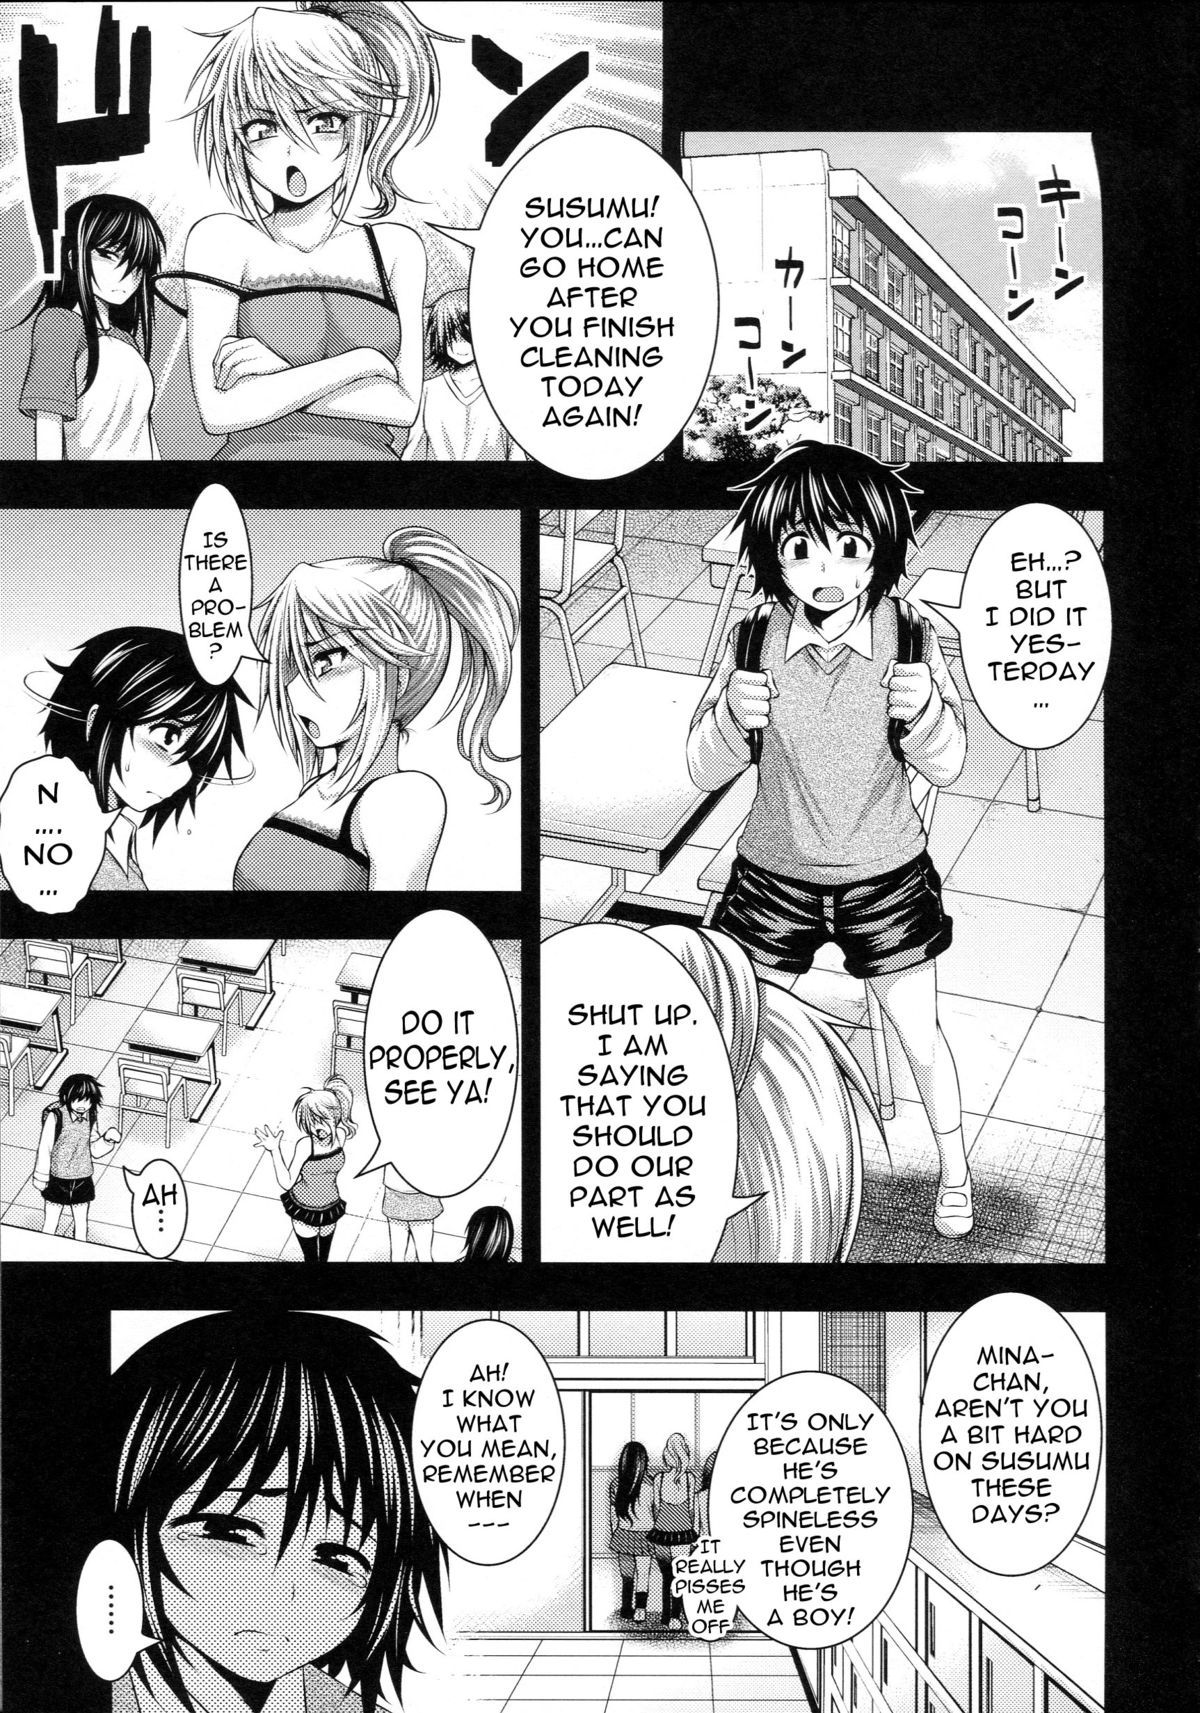 キーン
コーン
カーン
コーン
ドン
SUSUMU!
YOU...CAN
GO HOME
AFTER
YOU FINISH
CLEANING
TODAY
AGAIN!
EH...?
BUT
I DID IT
YES-
TERDAY
...
SHUT UP.
I AM
SAYING
THAT YOU
SHOULD
DO OUR
PART AS
WELL!
IS
THERE
A
PRO-
BLEM
?
N
....
NO
...
DO IT
PROPERLY,
SEE YA!
AH
....
MINA-
CHAN,
AREN'T YOU
A BIT HARD
ON SUSUMU
THESE
DAYS?
IT'S ONLY
BECAUSE
HE'S
COMPLETELY
SPINELESS
EVEN
THOUGH
HE'S
A BOY!
IT
REALLY
PISSES
ME
OFF
AH!
I KNOW
WHAT
YOU MEAN,
REMEMBER
WHEN
---
......